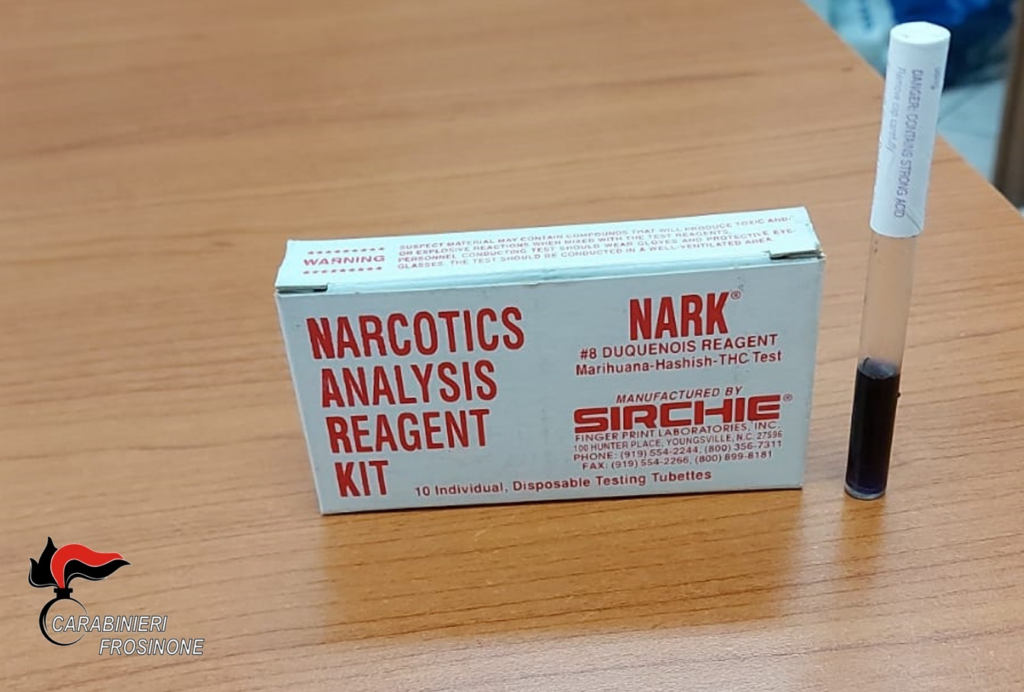 ********** 
WARNING
**********
SUSPECT MATERIAL MAY CONTAIN COMPOUNDS THAT WILL PRODUCE TOXIC AND/
OR EXPLOSIVE REACTIONS WHEN MIXED WITH THE TEST REAGENTS.
PERSONNEL CONDUCTING TEST SHOULD WEAR GLOVES AND PROTECTIVE EYE-
GLASSES. THE TEST SHOULD BE CONDUCTED IN A WELL-VENTILATED AREA.
NARCOTICS
ANALYSIS
REAGENT
KIT
10 Individual, Disposable Testing Tubettes
NARK®
#8 DUQUENOIS REAGENT
Marihuana-Hashish-THC Test
MANUFACTURED BY
SIRCHIE®
FINGER PRINT LABORATORIES, INC.
100 HUNTER PLACE, YOUNGSVILLE, N.C. 27596
PHONE: (919) 554-2244, (800) 356-7311
FAX: (919) 554-2266, (800) 899-8181
DANGER: CONTAINS STRONG ACID
Remove cap carefully
CARABINIERI
FROSINONE